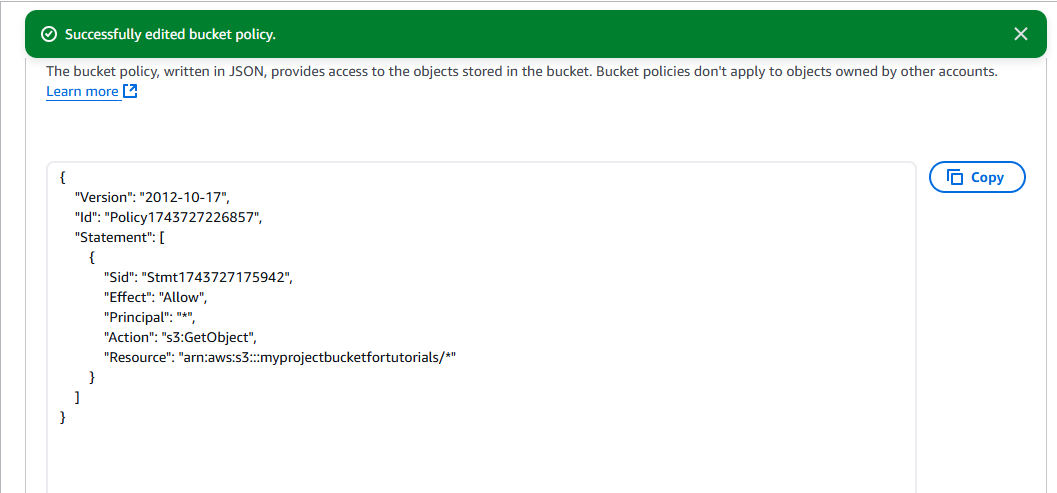 Successfully edited bucket policy.
The bucket policy, written in JSON, provides access to the objects stored in the bucket. Bucket policies don't apply to objects owned by other accounts.
Learn more
Copy
{
"Version": "2012-10-17",
"Id": "Policy1743727226857",
"Statement": [
{
"Sid": "Stmt1743727175942",
"Effect": "Allow",
"Principal": "*",
"Action": "s3:GetObject",
"Resource": "arn:aws:s3:::myprojectbucketfortutorials/*"
}
]
}